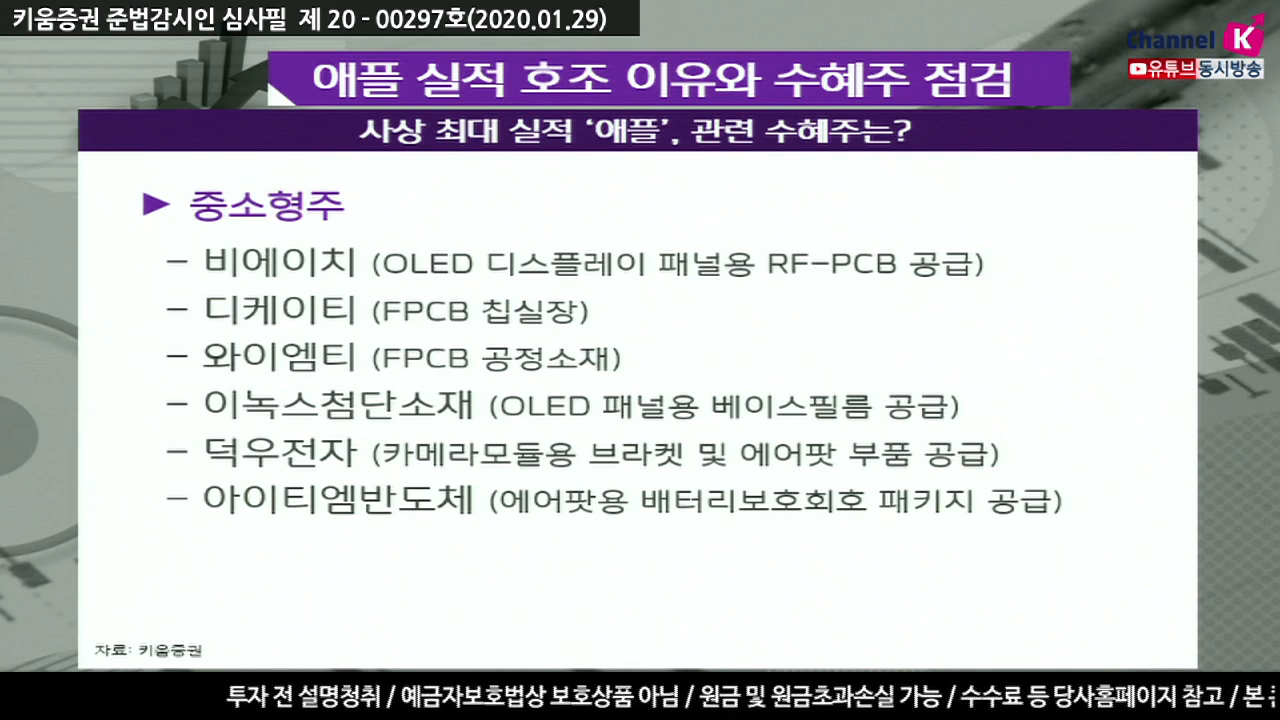 키움증권 준법감시인 심사필 제 20 - 00297호(2020.01.29)
Channel K
유튜브동시방송
애플 실적 호조 이유와 수혜주 점검
사상 최대 실적 ‘애플’, 관련 수혜주는?
▶ 중소형주
- 비에이치 (OLED 디스플레이 패널용 RF-PCB 공급)
- 디케이티 (FPCB 칩실장)
- 와이엠티 (FPCB 공정소재)
- 이녹스첨단소재 (OLED 패널용 베이스필름 공급)
- 덕우전자 (카메라모듈용 브라켓 및 에어팟 부품 공급)
- 아이티엠반도체 (에어팟용 배터리보호회호 패키지 공급)
자료: 키움증권
투자 전 설명청취 / 예금자보호법상 보호상품 아님 / 원금 및 원금초과손실 가능 / 수수료 등 당사홈페이지 참고 / 본